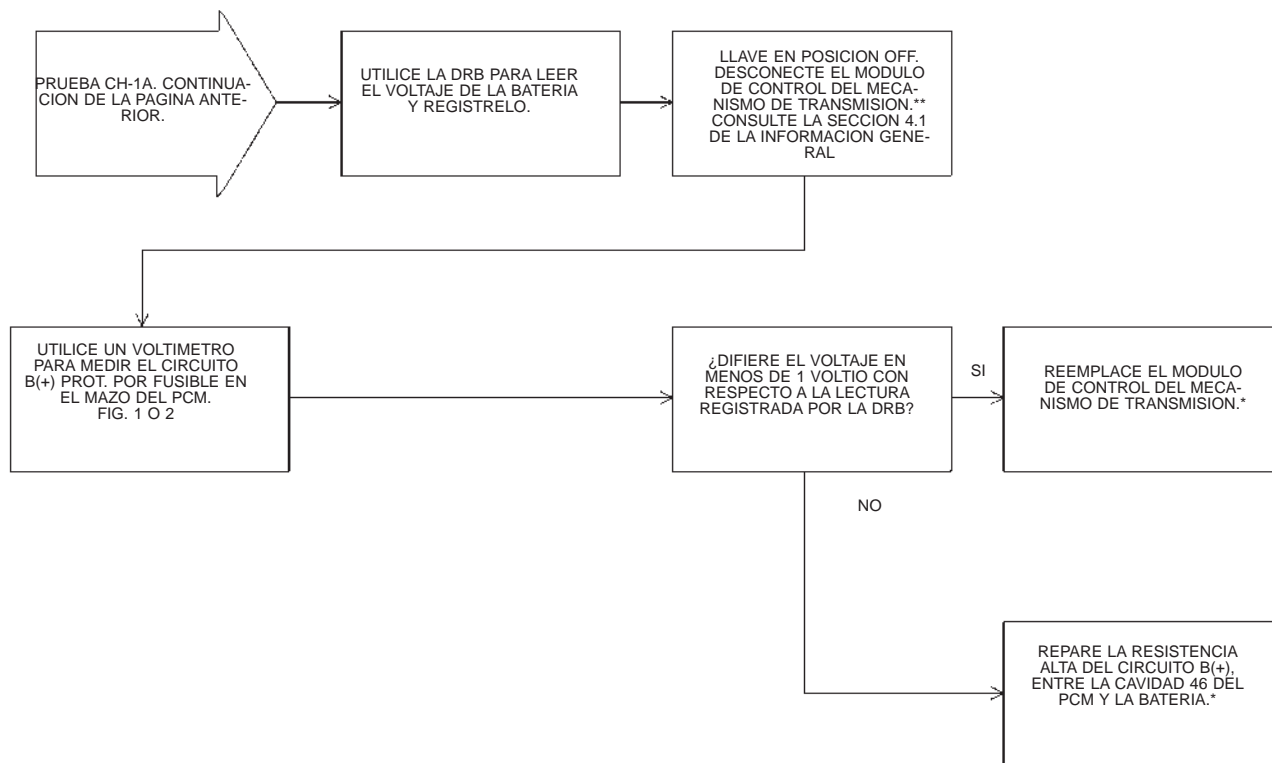 PRUEBA CH-1A. CONTINUA-
CION DE LA PAGINA ANTE-
RIOR.
UTILICE LA DRB PARA LEER
EL VOLTAJE DE LA BATERIA
Y REGISTRELO.
LLAVE EN POSICION OFF.
DESCONECTE EL MODULO
DE CONTROL DEL MECA-
NISMO DE TRANSMISION.**
CONSULTE LA SECCION 4.1
DE LA INFORMACION GENE-
RAL
UTILICE UN VOLTIMETRO
PARA MEDIR EL CIRCUITO
B(+) PROT. POR FUSIBLE EN
EL MAZO DEL PCM.
FIG. 1 O 2
¿DIFIERE EL VOLTAJE EN
MENOS DE 1 VOLTIO CON
RESPECTO A LA LECTURA
REGISTRADA POR LA DRB?
SI
REEMPLACE EL MODULO
DE CONTROL DEL MECA-
NISMO DE TRANSMISION.*
NO
REPARE LA RESISTENCIA
ALTA DEL CIRCUITO B(+),
ENTRE LA CAVIDAD 46 DEL
PCM Y LA BATERIA.*